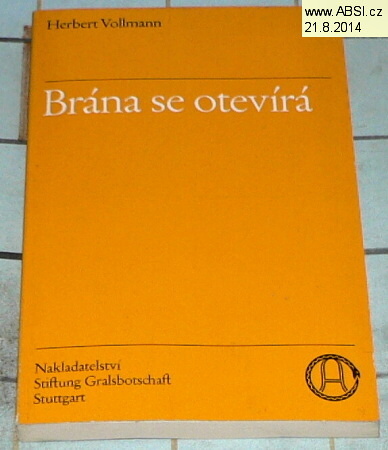 www.ABSI.cz
21.8.2014
Herbert Vollmann
Brána se otevírá
Nakladatelství
Stiftung Gralsbotschaft
Stuttgart
A